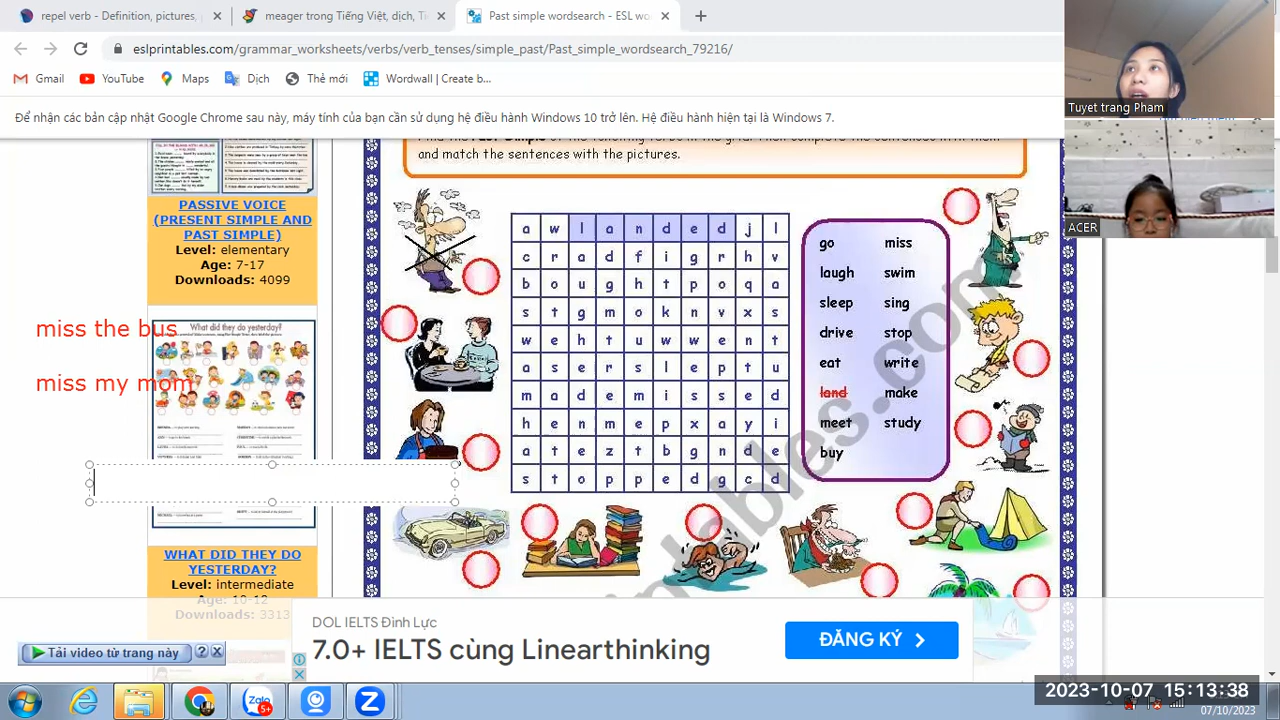 repel verb - Definition, pictures,
meager trong Tiếng Việt, dịch, Ti
Past simple wordsearch - ESL wo
eslprintables.com/grammar_worksheets/verbs/verb_tenses/simple_past/Past_simple_wordsearch_79216/
Gmail YouTube Maps Dịch Thẻ mới Wordwall | Create b...
Để nhận các bản cập nhật Google Chrome sau này, máy tính của bạn cần sử dụng hệ điều hành Windows 10 trở lên. Hệ điều hành hiện tại là Windows 7.
Tuyet trang Pham
ACER
and match the sentences with the pictures.
PASSIVE VOICE
(PRESENT SIMPLE AND
PAST SIMPLE)
Level: elementary
Age: 7-17
Downloads: 4099
What did they do yesterday?
miss the bus
miss my mom
WHAT DID THEY DO
YESTERDAY?
Level: intermediate
Age: 10-12
Downloads: 3313
a w l a n d e d j l
c r a d f i g r h v
b o u g h t p o q a
s t g m o k n v x s
w e h t u w w e n t
a s e r s l e p t u
m a d e m i s s e d
h e n m e p x a y i
a t e z t b g n d e
s t o p p e d g c d
go miss
laugh swim
sleep sing
drive stop
eat write
land make
meet study
buy
DOL IELTS Đình Lực
7.0+ IELTS cùng linearthinking
ĐĂNG KÝ
Tải video từ trang này
2023-10-07 15:13:38
07/10/2023